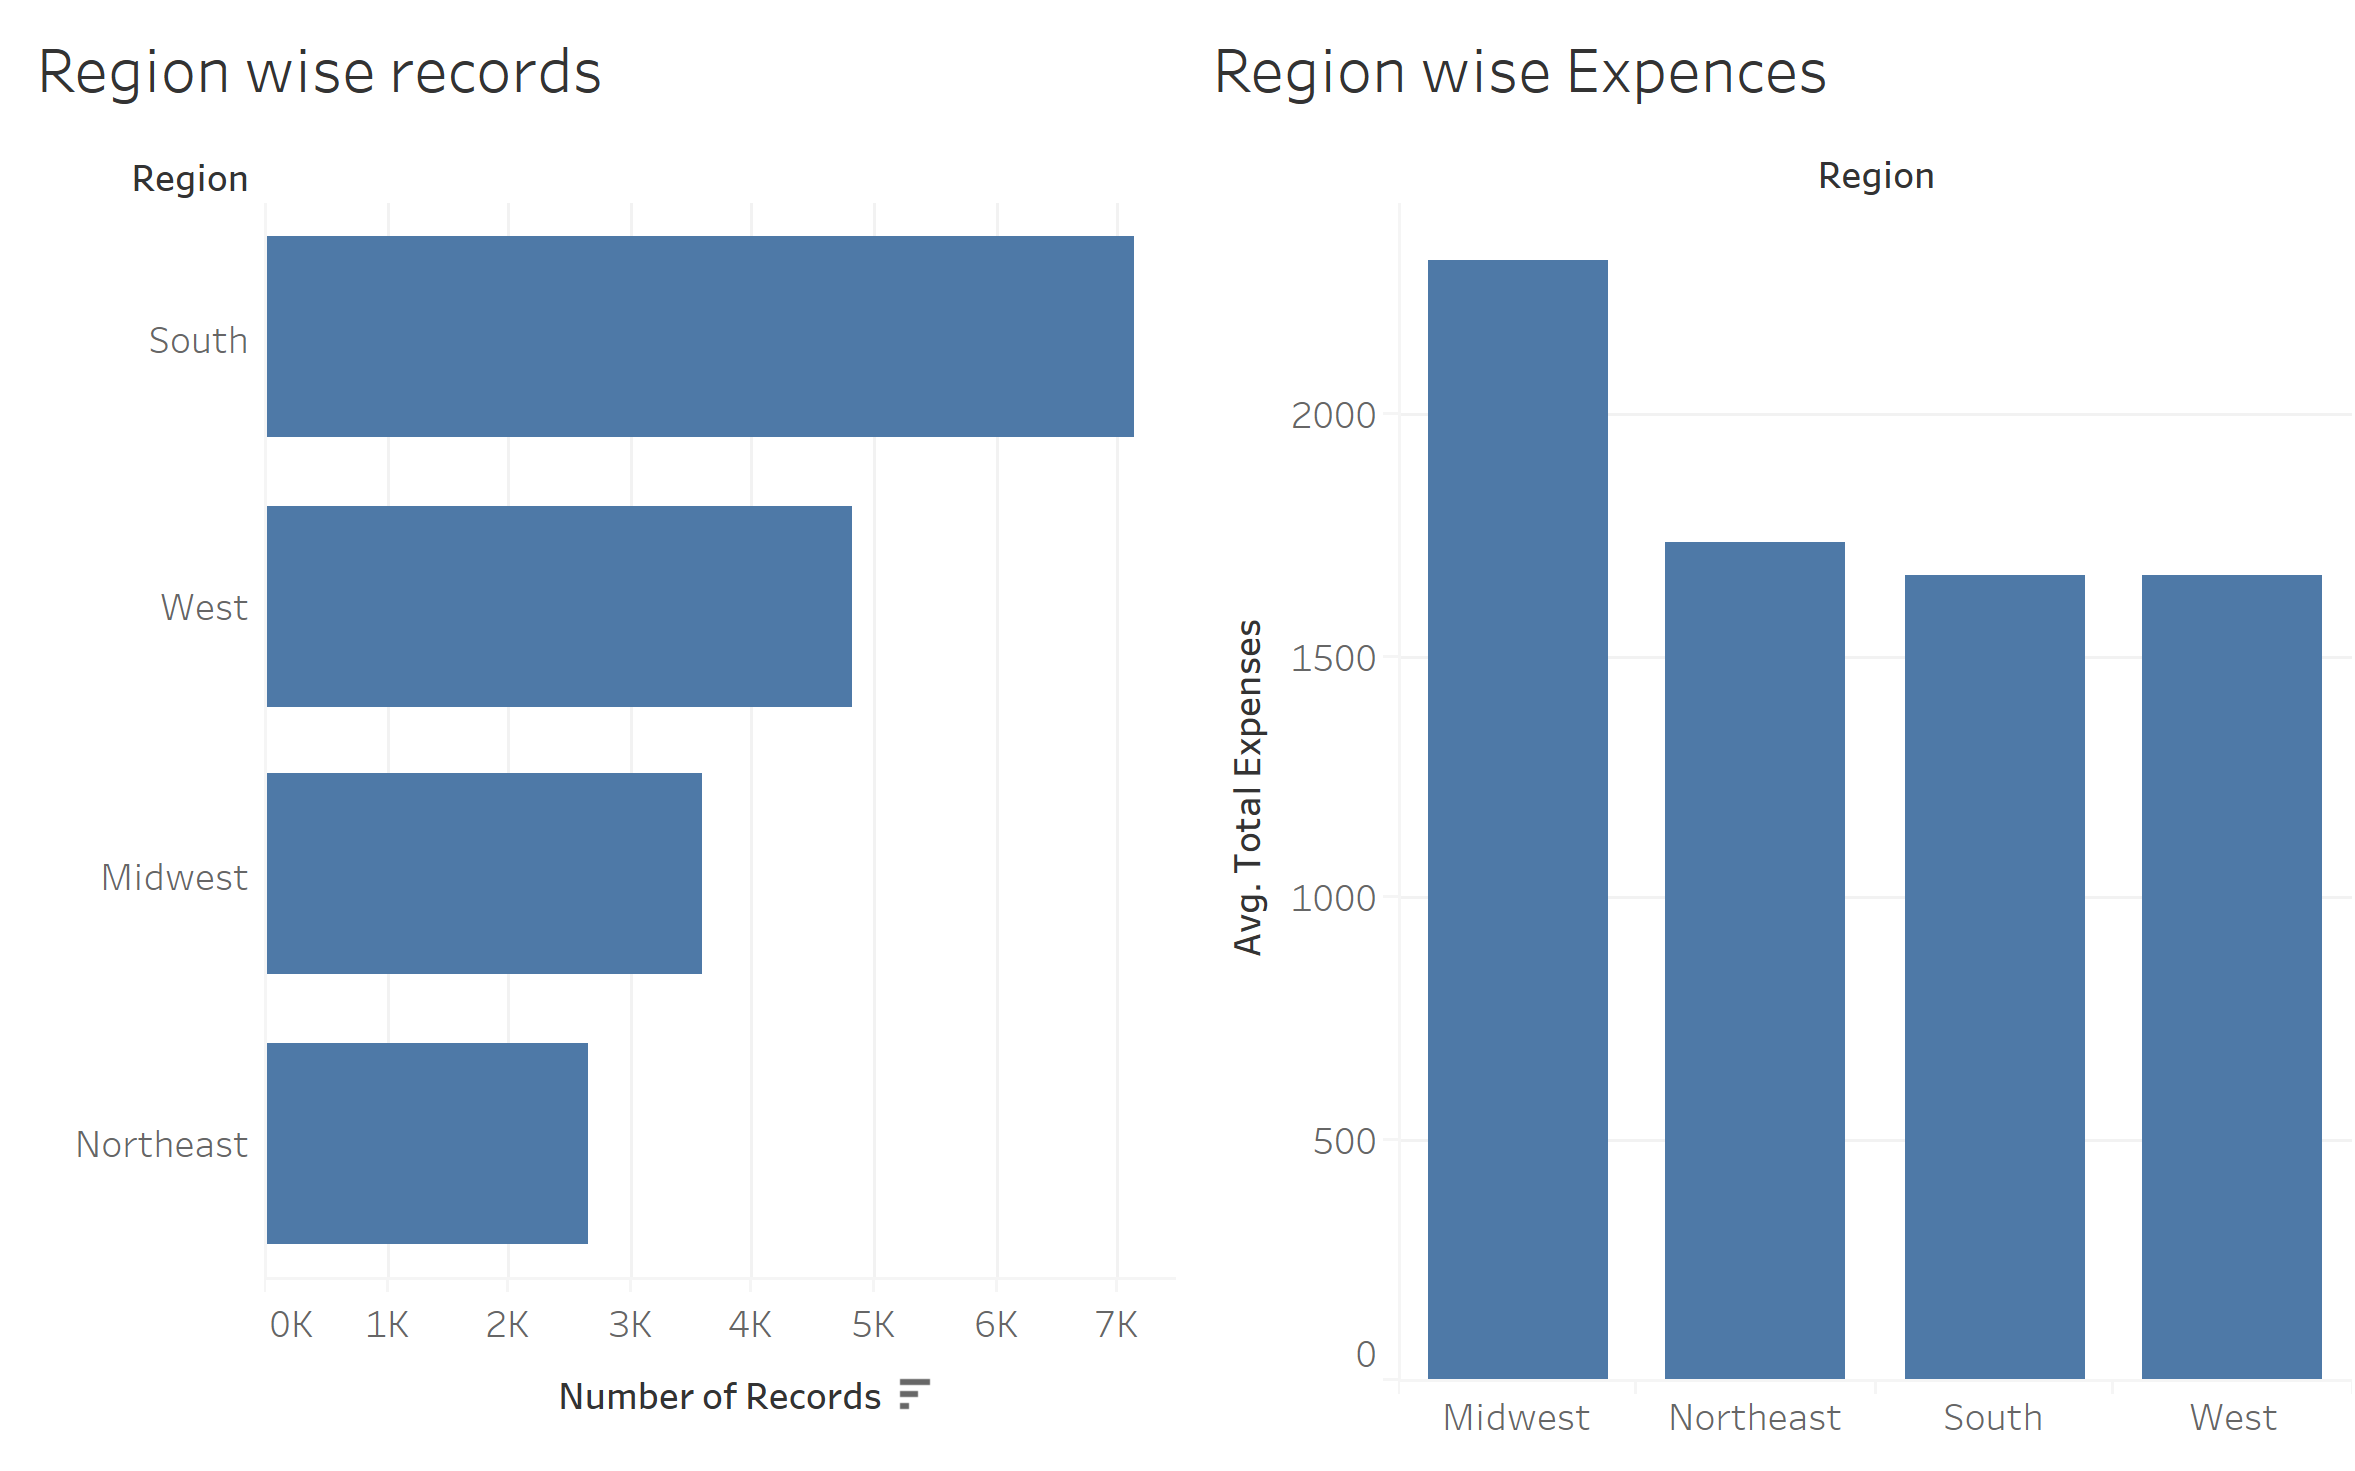 Region wise records
Region
South
West
Midwest
Northeast
0K 1K 2K 3K 4K 5K 6K 7K
Number of Records
Region wise Expences
Region
Avg. Total Expenses
2000
1500
1000
500
0
Midwest Northeast South West